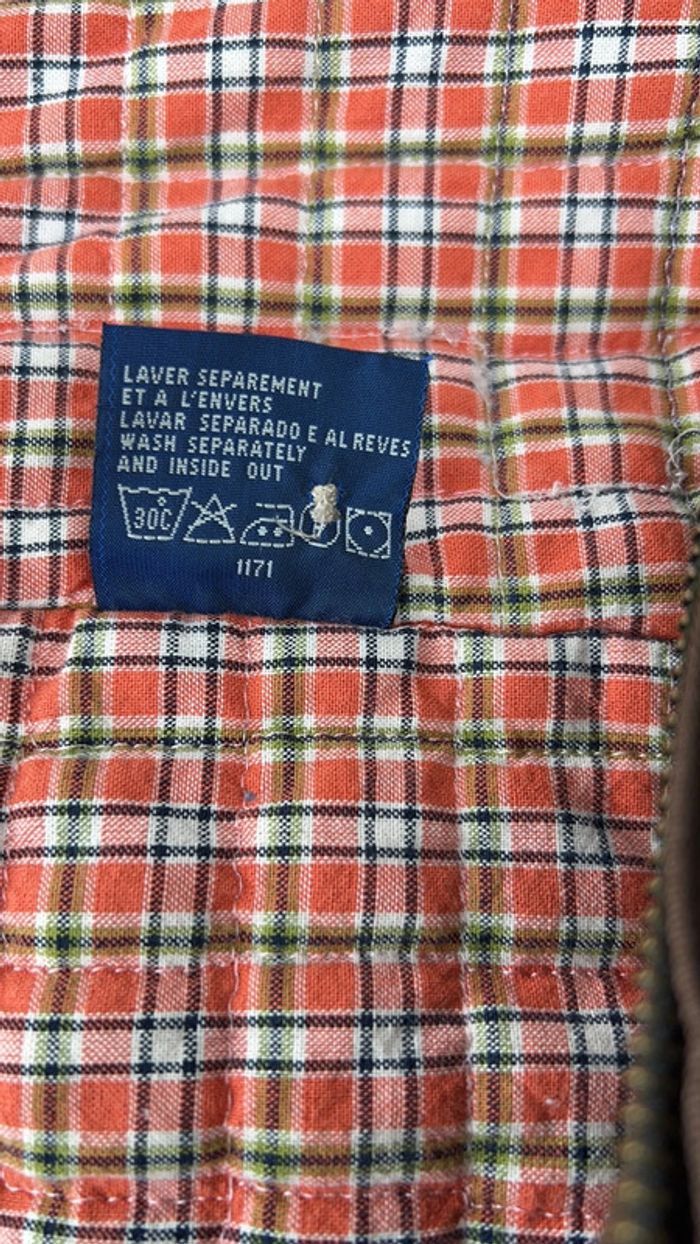 LAVER SEPAREMENT
ET A L'ENVERS
LAVAR SEPARADO E AL REVES
WASH SEPARATELY
AND INSIDE OUT
30C
1171